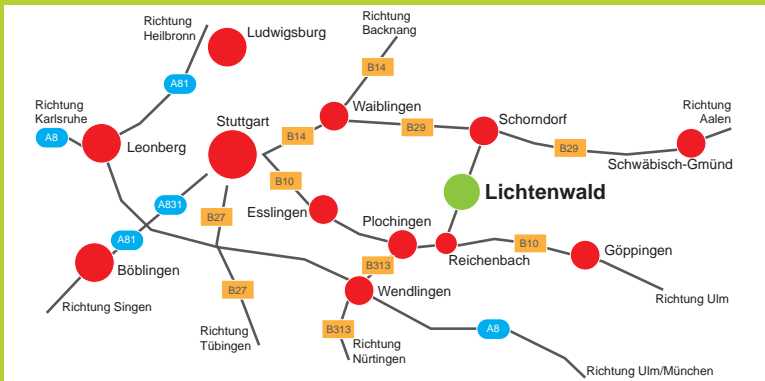 Richtung
Heilbronn
Ludwigsburg
Richtung
Backnang
B14
A81
Richtung
Karlsruhe
A8
Leonberg
Stuttgart
Waiblingen
B14
B29
Schorndorf
B29
Richtung
Aalen
Schwäbisch-Gmünd
B10
Lichtenwald
A831
B27
Esslingen
Plochingen
A81
Böblingen
Reichenbach
B10
Göppingen
B313
Wendlingen
B27
Richtung Singen
Richtung Ulm
Richtung
Tübingen
B313
Richtung
Nürtingen
A8
Richtung Ulm/München